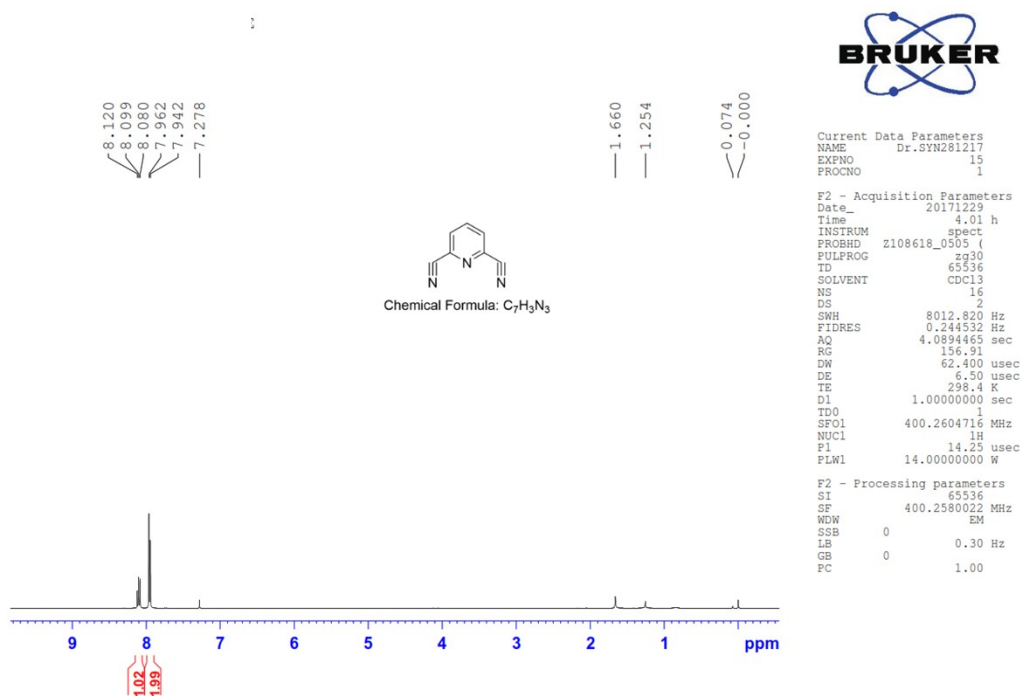 BRUKER
8.120
8.099
8.080
7.962
7.942
7.278
1.660
1.254
0.074
-0.000
N
N
N
Chemical Formula: C₇H₃N₃
Current Data Parameters
NAME Dr.SYN281217
EXPNO 15
PROCNO 1
F2 - Acquisition Parameters
Date_ 20171229
Time 4.01 h
INSTRUM spect
PROBHD Z108618_0505 (
PULPROG zg30
TD 65536
SOLVENT CDCl3
NS 16
DS 2
SWH 8012.820 Hz
FIDRES 0.244532 Hz
AQ 4.0894465 sec
RG 156.91
DW 62.400 usec
DE 6.50 usec
TE 298.4 K
D1 1.00000000 sec
TD0 1
SFO1 400.2604716 MHz
NUC1 1H
P1 14.25 usec
PLW1 14.00000000 W
F2 - Processing parameters
SI 65536
SF 400.2580022 MHz
WDW EM
SSB 0
LB 0.30 Hz
GB 0
PC 1.00
9 8 7 6 5 4 3 2 1 ppm
1.02
1.99